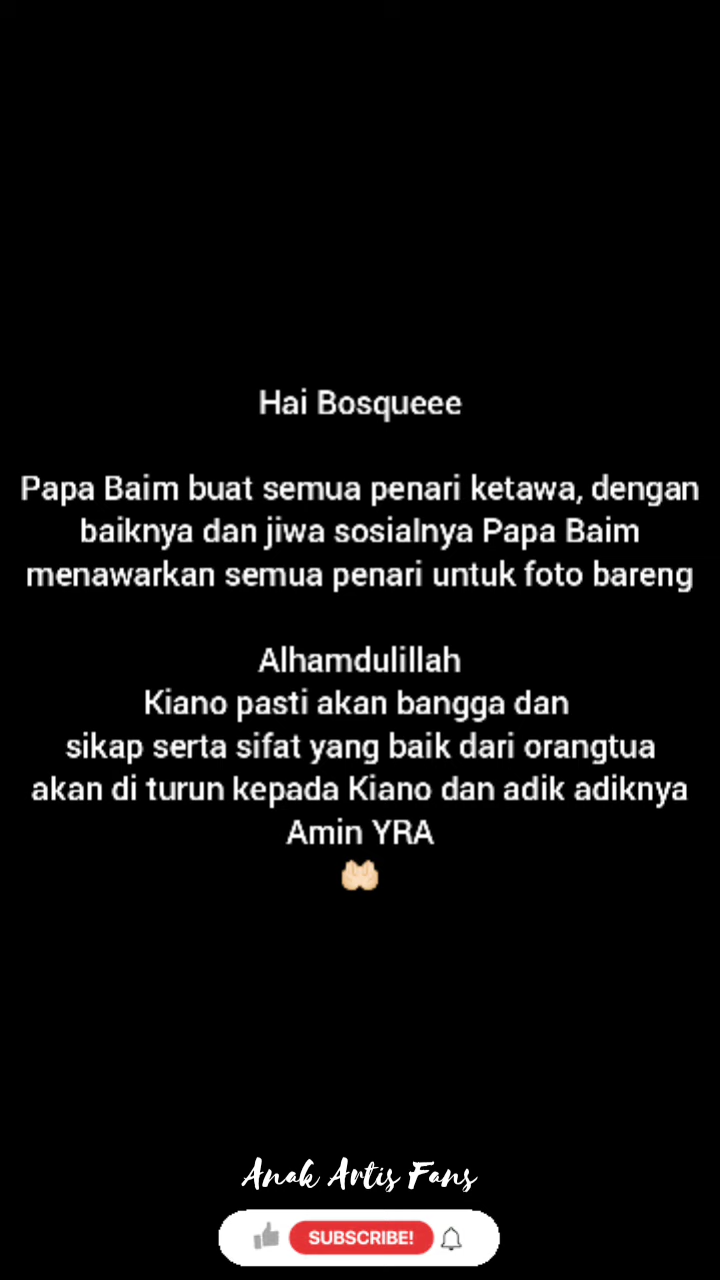 Hai Bosqueee
Papa Baim buat semua penari ketawa, dengan
baiknya dan jiwa sosialnya Papa Baim
menawarkan semua penari untuk foto bareng
Alhamdulillah
Kiano pasti akan bangga dan
sikap serta sifat yang baik dari orangtua
akan di turun kepada Kiano dan adik adiknya
Amin YRA
🤲🏻
Anak Artis Fans
SUBSCRIBE!